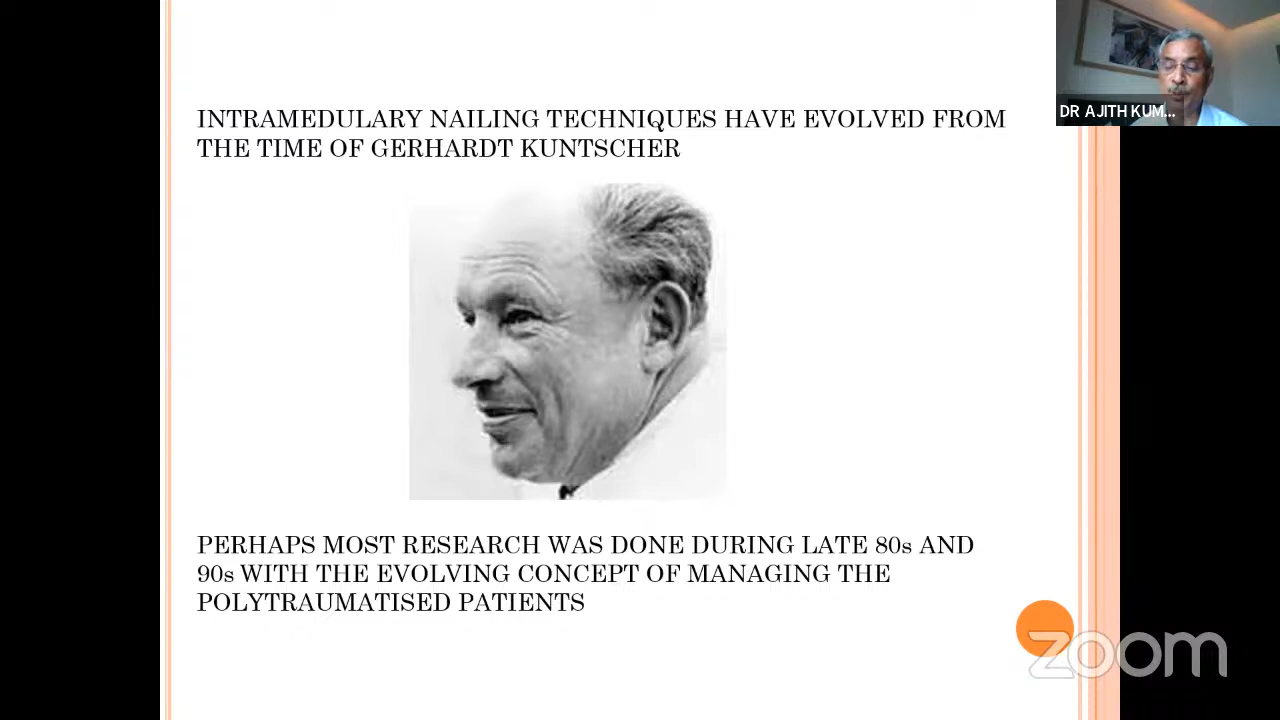 DR AJITH KUM...
INTRAMEDULARY NAILING TECHNIQUES HAVE EVOLVED FROM
THE TIME OF GERHARDT KUNTSCHER
PERHAPS MOST RESEARCH WAS DONE DURING LATE 80s AND
90s WITH THE EVOLVING CONCEPT OF MANAGING THE
POLYTRAUMATISED PATIENTS
zoom